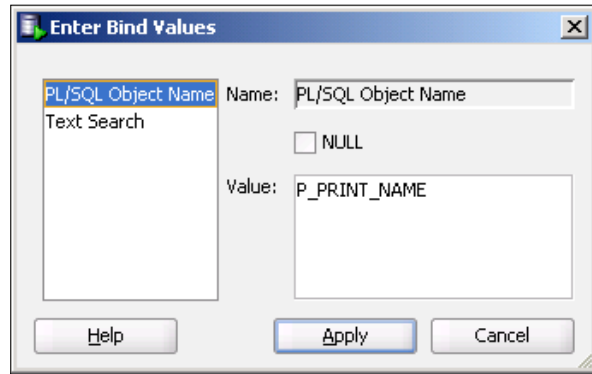 Enter Bind Values
PL/SQL Object Name
Text Search
Name: PL/SQL Object Name
NULL
Value: P_PRINT_NAME
Help Apply Cancel